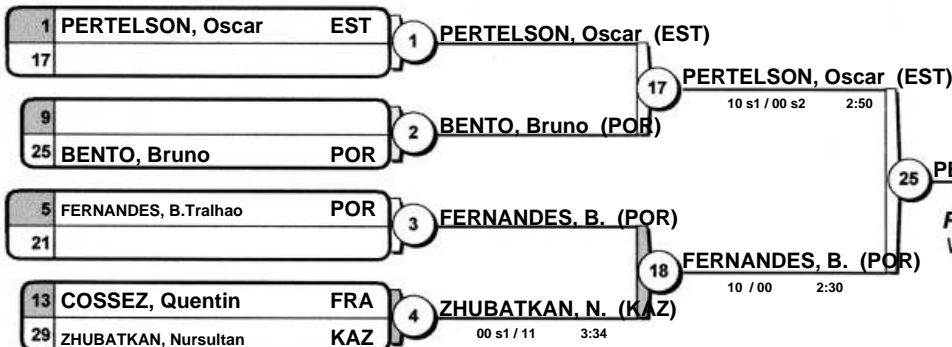 1 PERTELSON, Oscar EST
17
1
PERTELSON, Oscar (EST)
17
PERTELSON, Oscar (EST)
10 s1 / 00 s2 2:50
9
25 BENTO, Bruno POR
2
BENTO, Bruno (POR)
25
5 FERNANDES, B.Tralhao POR
21
3
FERNANDES, B. (POR)
18
FERNANDES, B. (POR)
10 / 00 2:30
13 COSSEZ, Quentin FRA
29 ZHUBATKAN, Nursultan KAZ
4
ZHUBATKAN, N. (KAZ)
00 s1 / 11 3:34